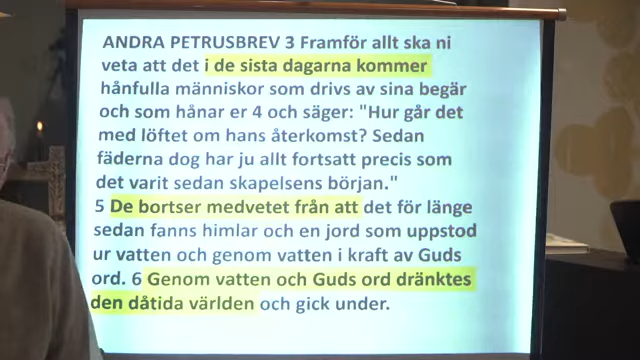 ANDRA PETRUSBREV 3 Framför allt ska ni
veta att det i de sista dagarna kommer
hånfulla människor som drivs av sina begär
och som hånar er 4 och säger: "Hur går det
med löftet om hans återkomst? Sedan
fäderna dog har ju allt fortsatt precis som
det varit sedan skapelsens början."
5 De bortser medvetet från att det för länge
sedan fanns himlar och en jord som uppstod
ur vatten och genom vatten i kraft av Guds
ord. 6 Genom vatten och Guds ord dränktes
den dåtida världen och gick under.